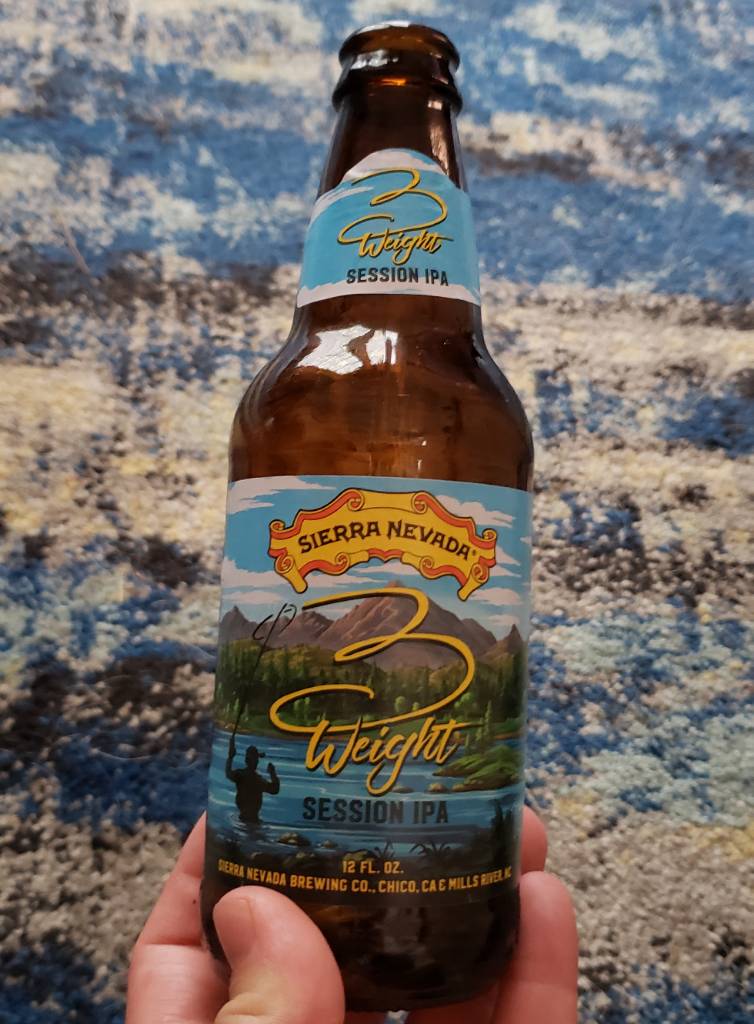 3
Weight
SESSION IPA
SIERRA NEVADA®
3
Weight
SESSION IPA
12 FL. OZ.
SIERRA NEVADA BREWING CO., CHICO, CA & MILLS RIVER, NC